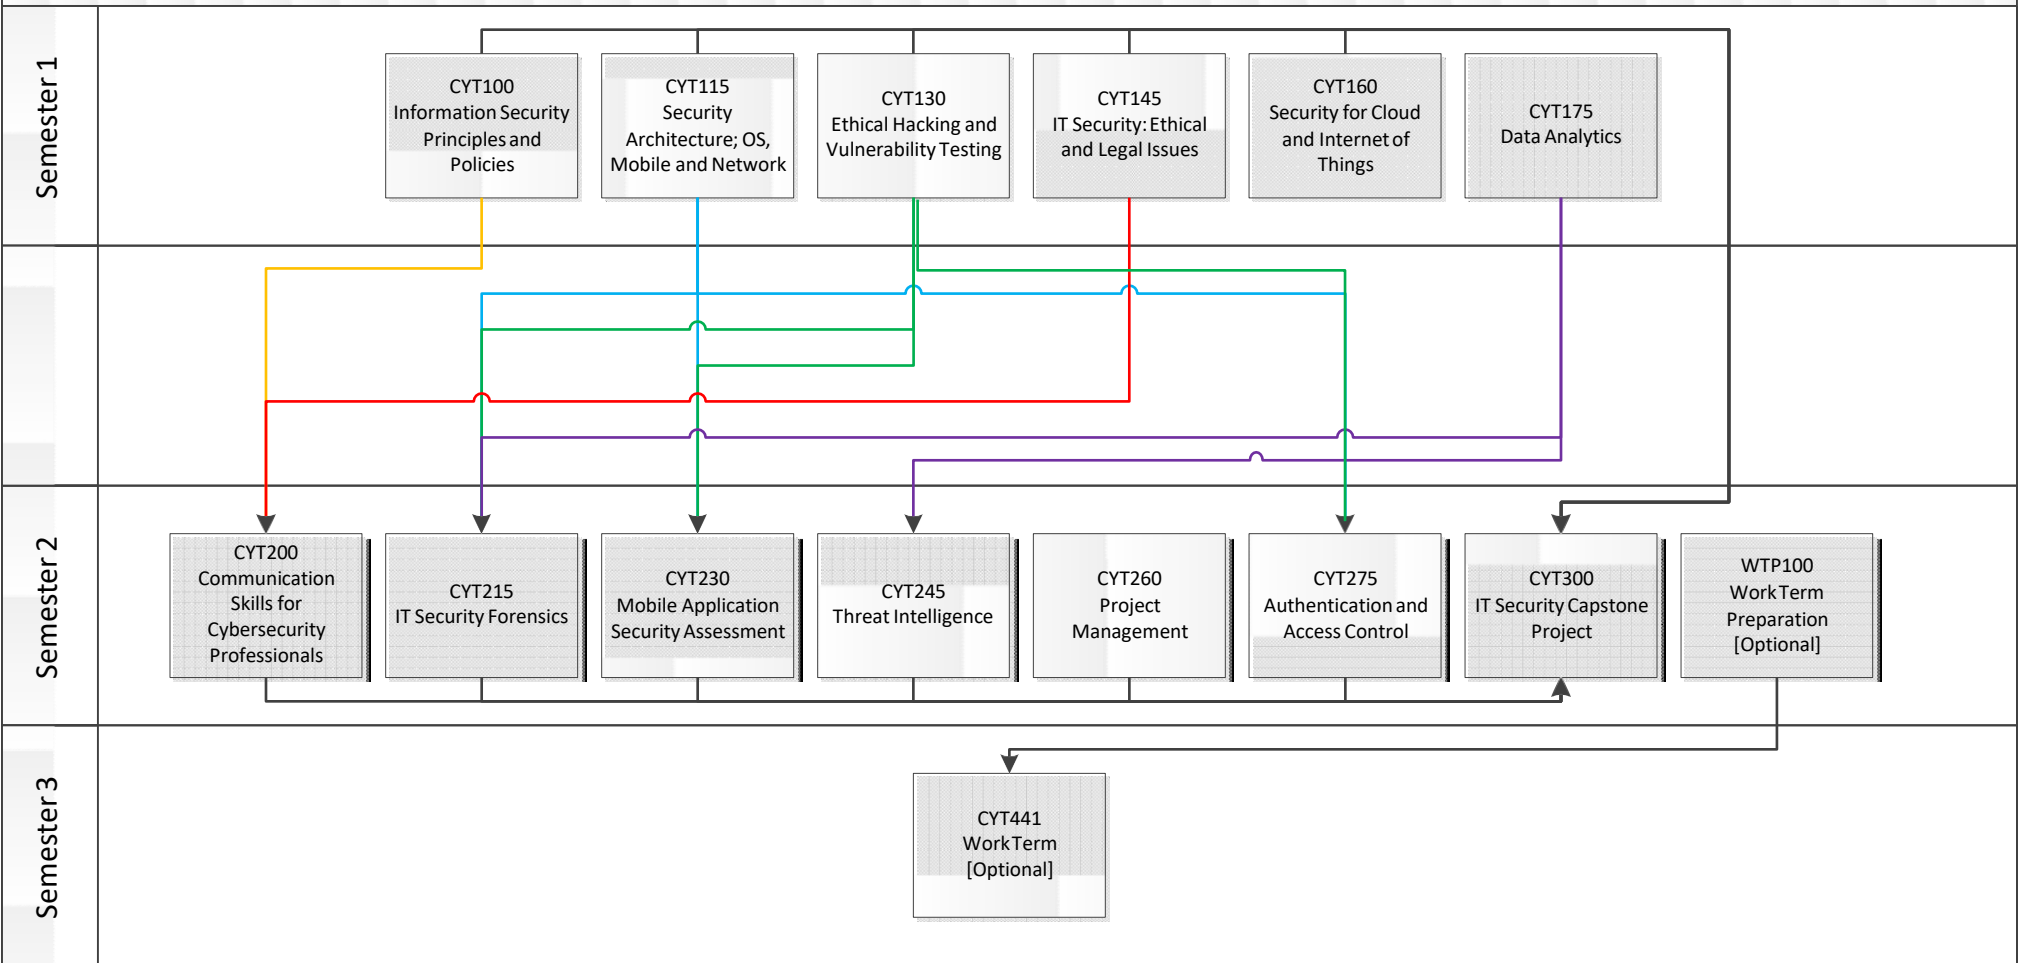 Semester 1
CYT100
Information Security
Principles and
Policies
CYT115
Security
Architecture; OS,
Mobile and Network
CYT130
Ethical Hacking and
Vulnerability Testing
CYT145
IT Security: Ethical
and Legal Issues
CYT160
Security for Cloud
and Internet of
Things
CYT175
Data Analytics
Semester 2
CYT200
Communication
Skills for
Cybersecurity
Professionals
CYT215
IT Security Forensics
CYT230
Mobile Application
Security Assessment
CYT245
Threat Intelligence
CYT260
Project
Management
CYT275
Authentication and
Access Control
CYT300
IT Security Capstone
Project
WTP100
Work Term
Preparation
[Optional]
Semester 3
CYT441
Work Term
[Optional]